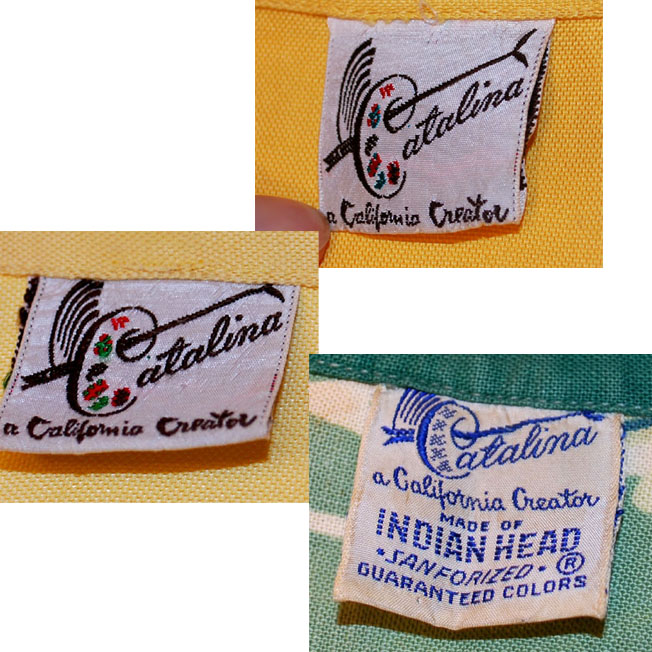 Catalina
a California Creator
Catalina
a California Creator
Catalina
a California Creator
MADE OF
INDIAN HEAD
•SANFORIZED• ®
GUARANTEED COLORS